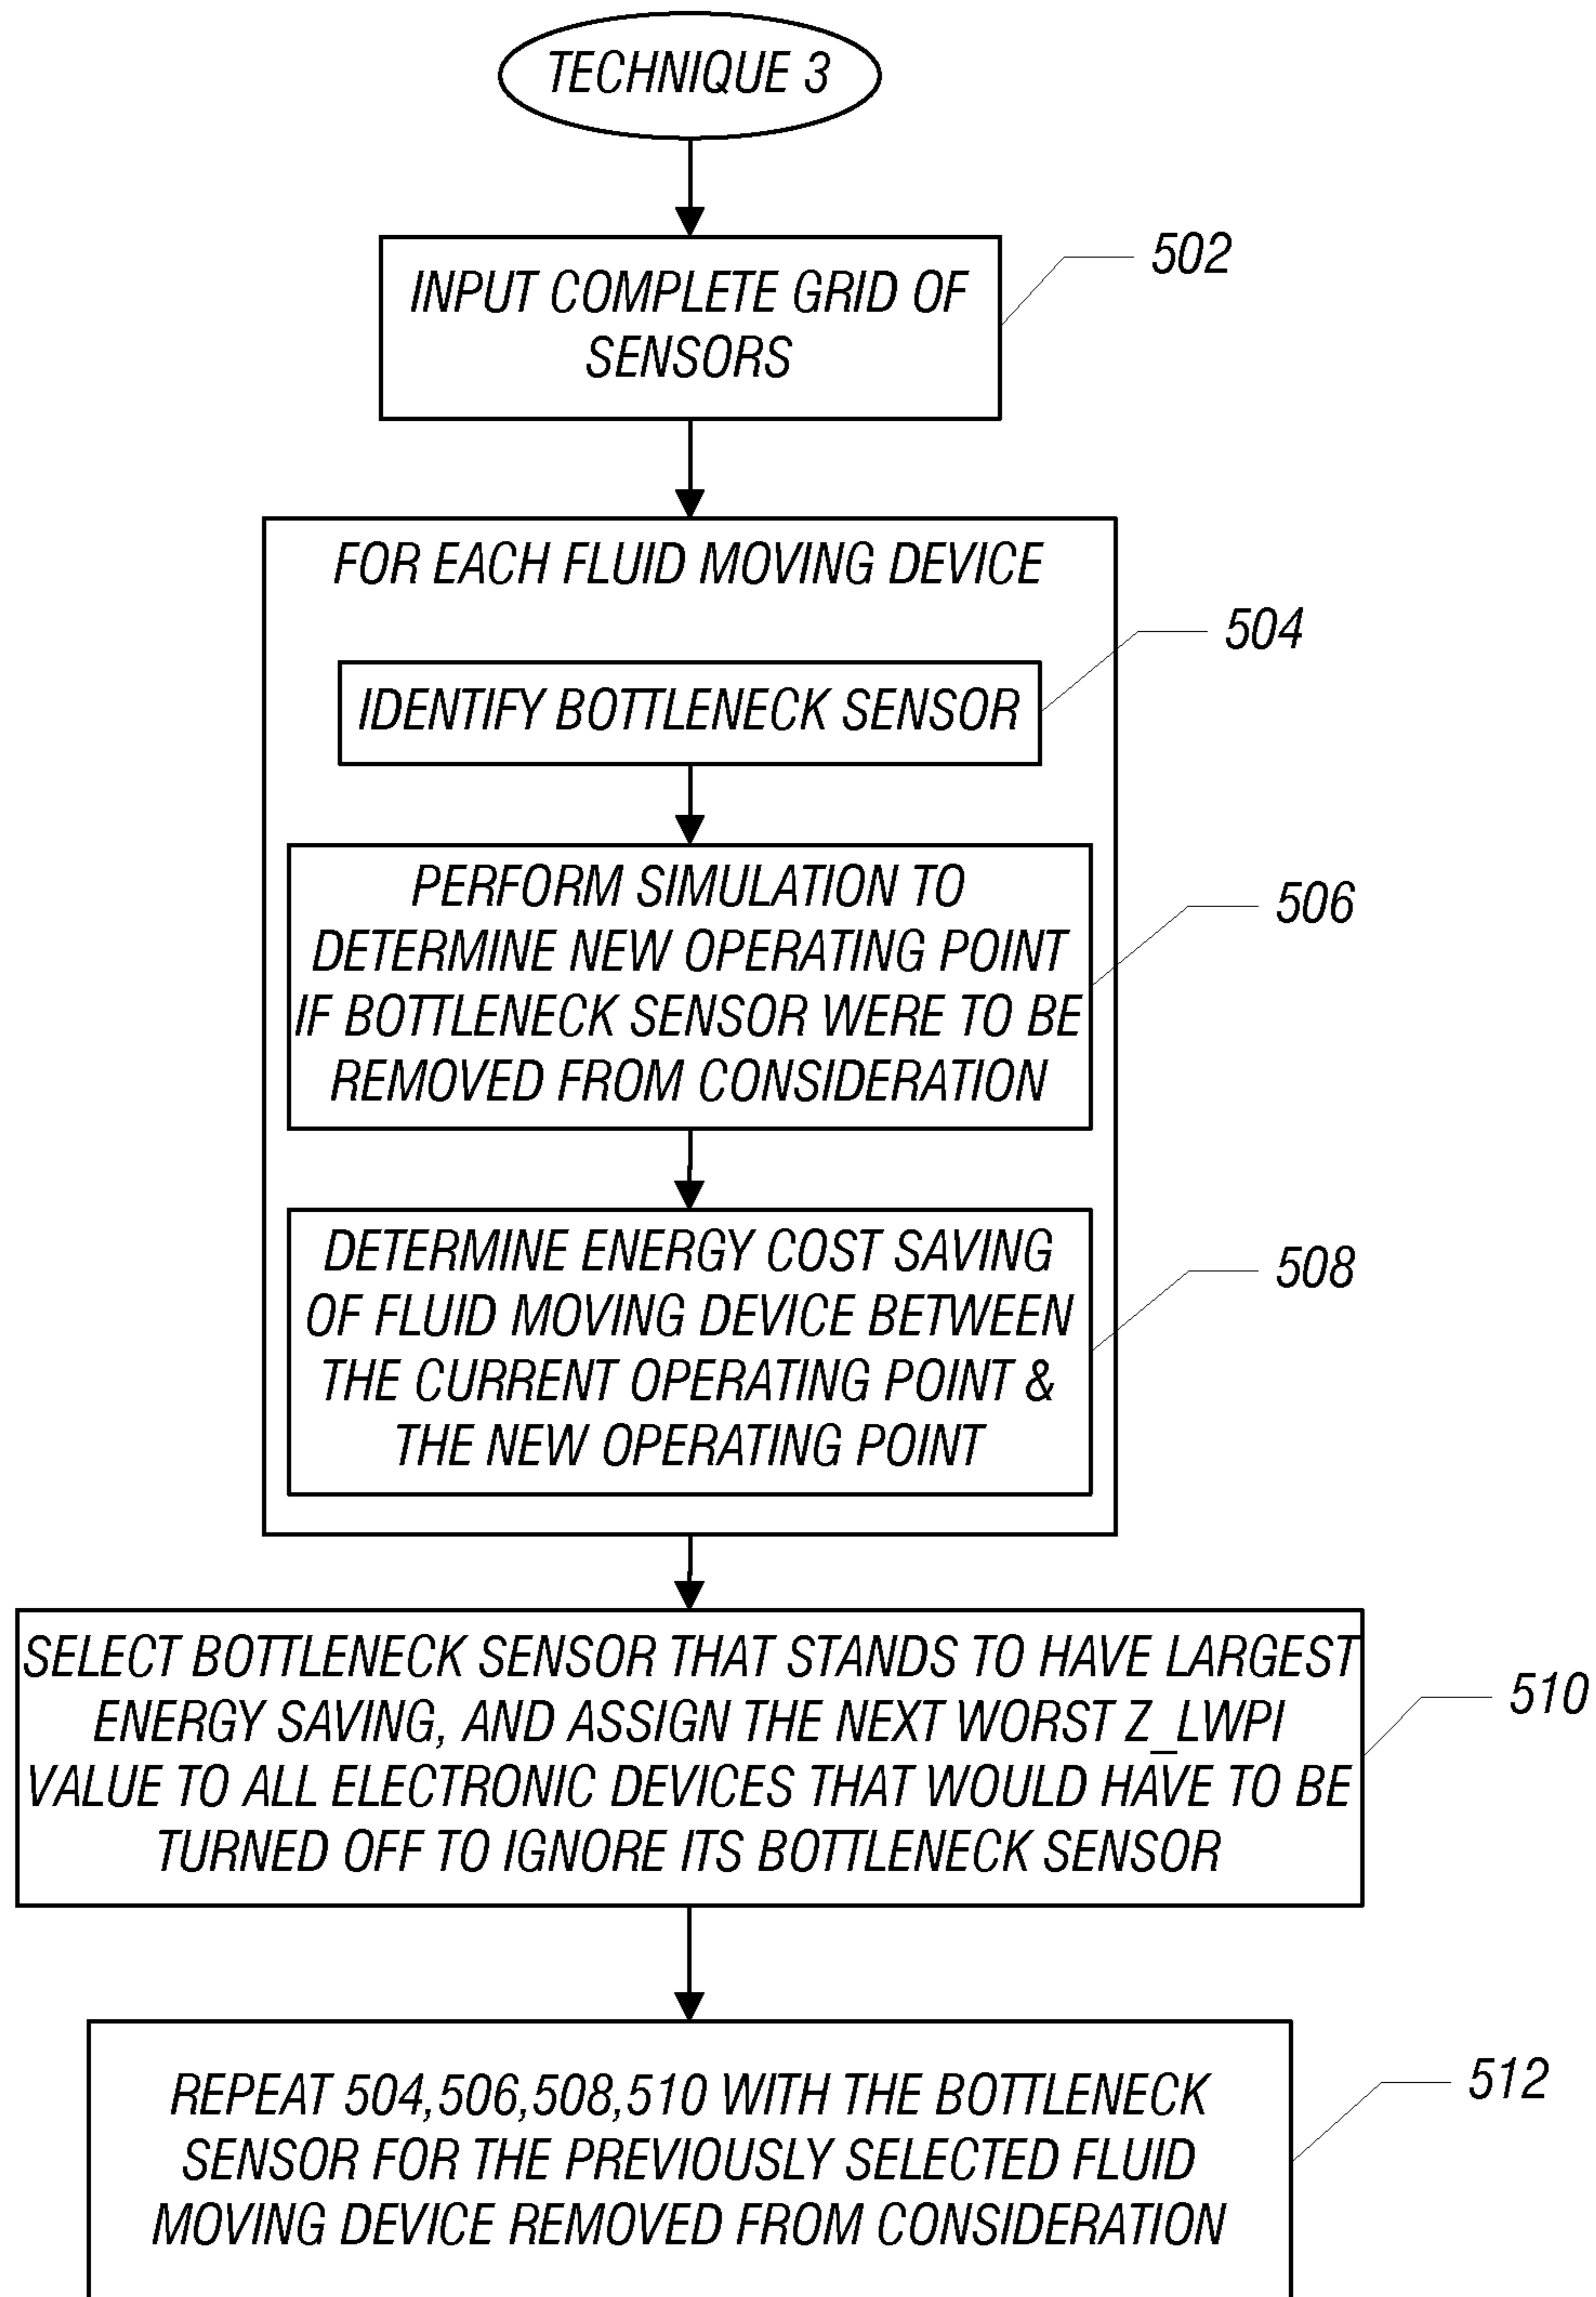 TECHNIQUE 3
INPUT COMPLETE GRID OF
SENSORS
502
FOR EACH FLUID MOVING DEVICE
504
IDENTIFY BOTTLENECK SENSOR
PERFORM SIMULATION TO
DETERMINE NEW OPERATING POINT
IF BOTTLENECK SENSOR WERE TO BE
REMOVED FROM CONSIDERATION
506
DETERMINE ENERGY COST SAVING
OF FLUID MOVING DEVICE BETWEEN
THE CURRENT OPERATING POINT &
THE NEW OPERATING POINT
508
SELECT BOTTLENECK SENSOR THAT STANDS TO HAVE LARGEST
ENERGY SAVING, AND ASSIGN THE NEXT WORST Z_LWPI
VALUE TO ALL ELECTRONIC DEVICES THAT WOULD HAVE TO BE
TURNED OFF TO IGNORE ITS BOTTLENECK SENSOR
510
REPEAT 504,506,508,510 WITH THE BOTTLENECK
SENSOR FOR THE PREVIOUSLY SELECTED FLUID
MOVING DEVICE REMOVED FROM CONSIDERATION
512